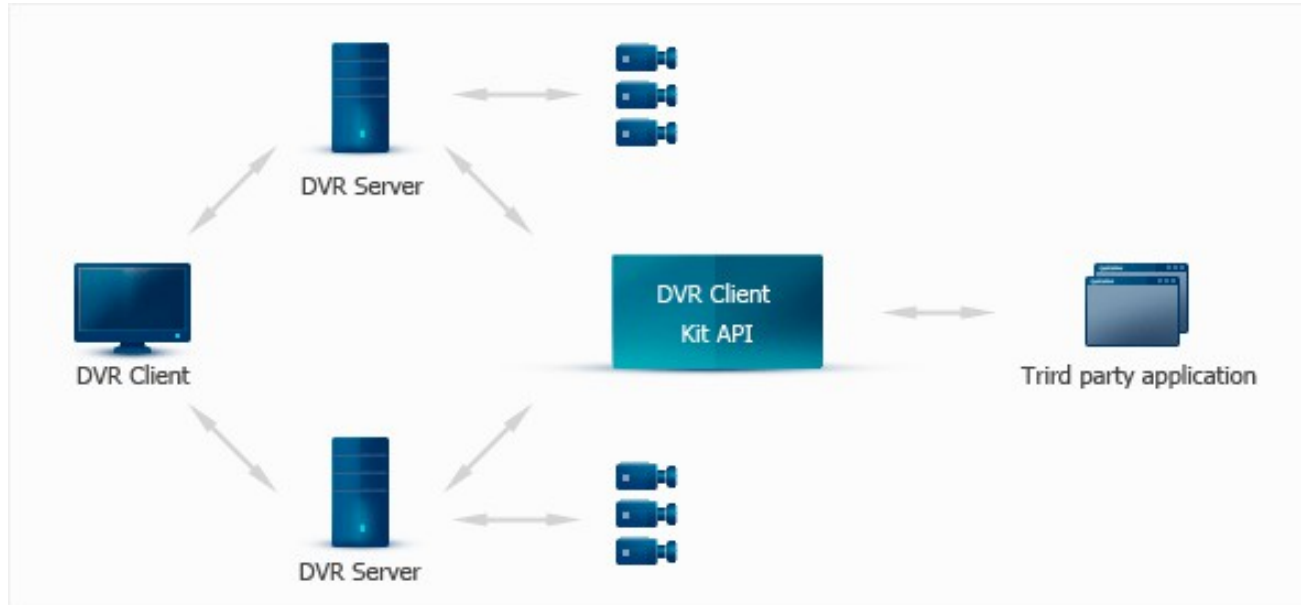 DVR Server
DVR Client
Kit API
DVR Client
Trird party application
DVR Server